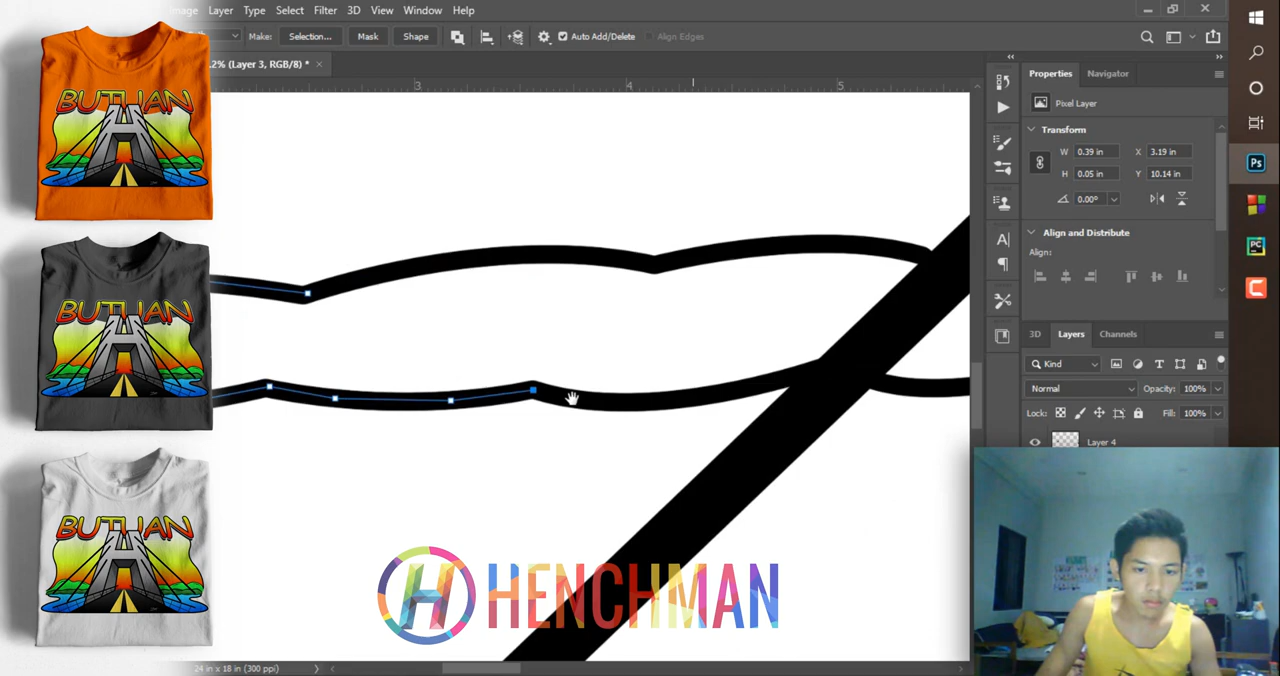 Image Layer Type Select Filter 3D View Window Help
Make: Selection... Mask Shape Auto Add/Delete Align Edges
.2% (Layer 3, RGB/8) * ×
3 4 5
BUTUAN
BUTUAN
BUTUAN
HENCHMAN
24 in x 18 in (300 ppi)
Properties Navigator
Pixel Layer
Transform
W 0.39 in X 3.19 in
H 0.05 in Y 10.14 in
0.00°
Align and Distribute
Align:
3D Layers Channels
Kind
Normal Opacity: 100%
Lock: Fill: 100%
Layer 4
Ps
PC